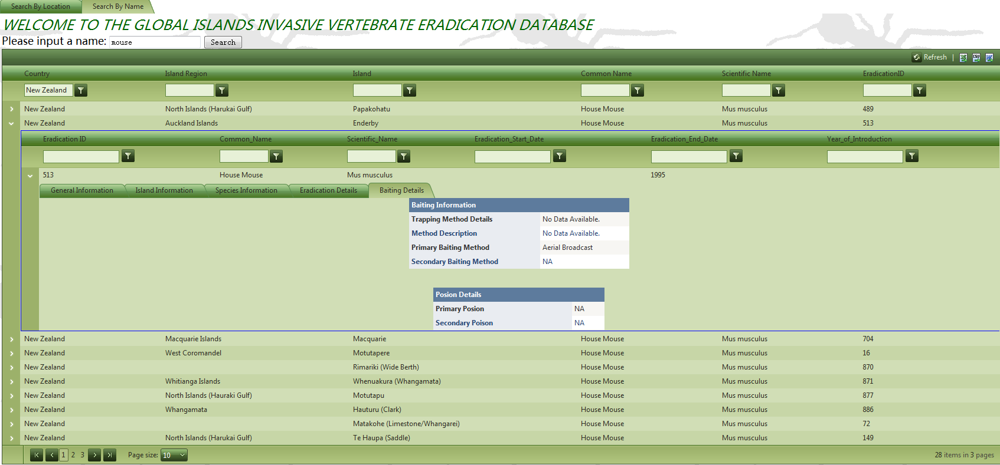 Search By Location Search By Name
WELCOME TO THE GLOBAL ISLANDS INVASIVE VERTEBRATE ERADICATION DATABASE
Please input a name: mouse Search
Refresh | CSV
Country Island Region Island Common Name Scientific Name EradicationID
New Zealand
New Zealand North Islands (Harukai Gulf) Papakohatu House Mouse Mus musculus 489
New Zealand Auckland Islands Enderby House Mouse Mus musculus 513
Eradication ID Common_Name Scientific_Name Eradication_Start_Date Eradication_End_Date Year_of_Introduction
513 House Mouse Mus musculus 1995
General Information Island Information Species Information Eradication Details Baiting Details
Baiting Information
Trapping Method Details No Data Available.
Method Description No Data Available.
Primary Baiting Method Aerial Broadcast
Secondary Baiting Method NA
Posion Details
Primary Posion NA
Secondary Poison NA
New Zealand Macquarie Islands Macquarie House Mouse Mus musculus 704
New Zealand West Coromandel Motutapere House Mouse Mus musculus 16
New Zealand Rimariki (Wide Berth) House Mouse Mus musculus 870
New Zealand Whitianga Islands Whenuakura (Whangamata) House Mouse Mus musculus 871
New Zealand North Islands (Hauraki Gulf) Motutapu House Mouse Mus musculus 877
New Zealand Whangamata Hauturu (Clark) House Mouse Mus musculus 886
New Zealand Matakohe (Limestone/Whangarei) House Mouse Mus musculus 72
New Zealand North Islands (Harukai Gulf) Te Haupa (Saddle) House Mouse Mus musculus 149
1 2 3 Page size: 10 28 items in 3 pages